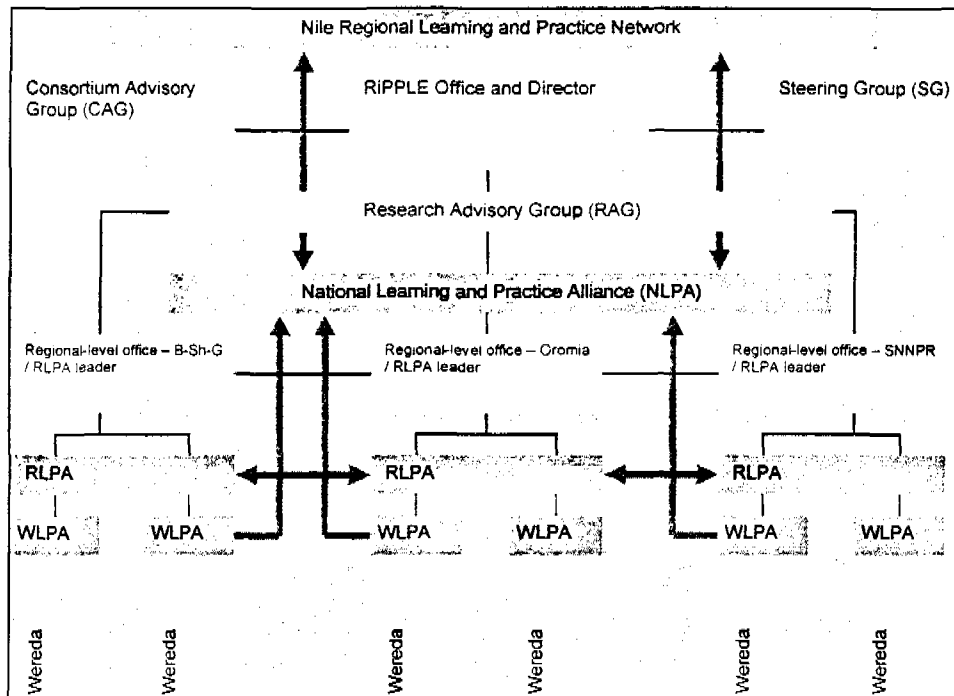 Nile Regional Learning and Practice Network
Consortium Advisory
Group (CAG)
RiPPLE Office and Director
Steering Group (SG)
Research Advisory Group (RAG)
National Learning and Practice Alliance (NLPA)
Regional-level office – B-Sh-G
/ RLPA leader
Regional-level office – Oromia
/ RLPA leader
Regional-level office – SNNPR
/ RLPA leader
RLPA
RLPA
RLPA
WLPA
WLPA
WLPA
WLPA
WLPA
WLPA
Wereda
Wereda
Wereda
Wereda
Wereda
Wereda